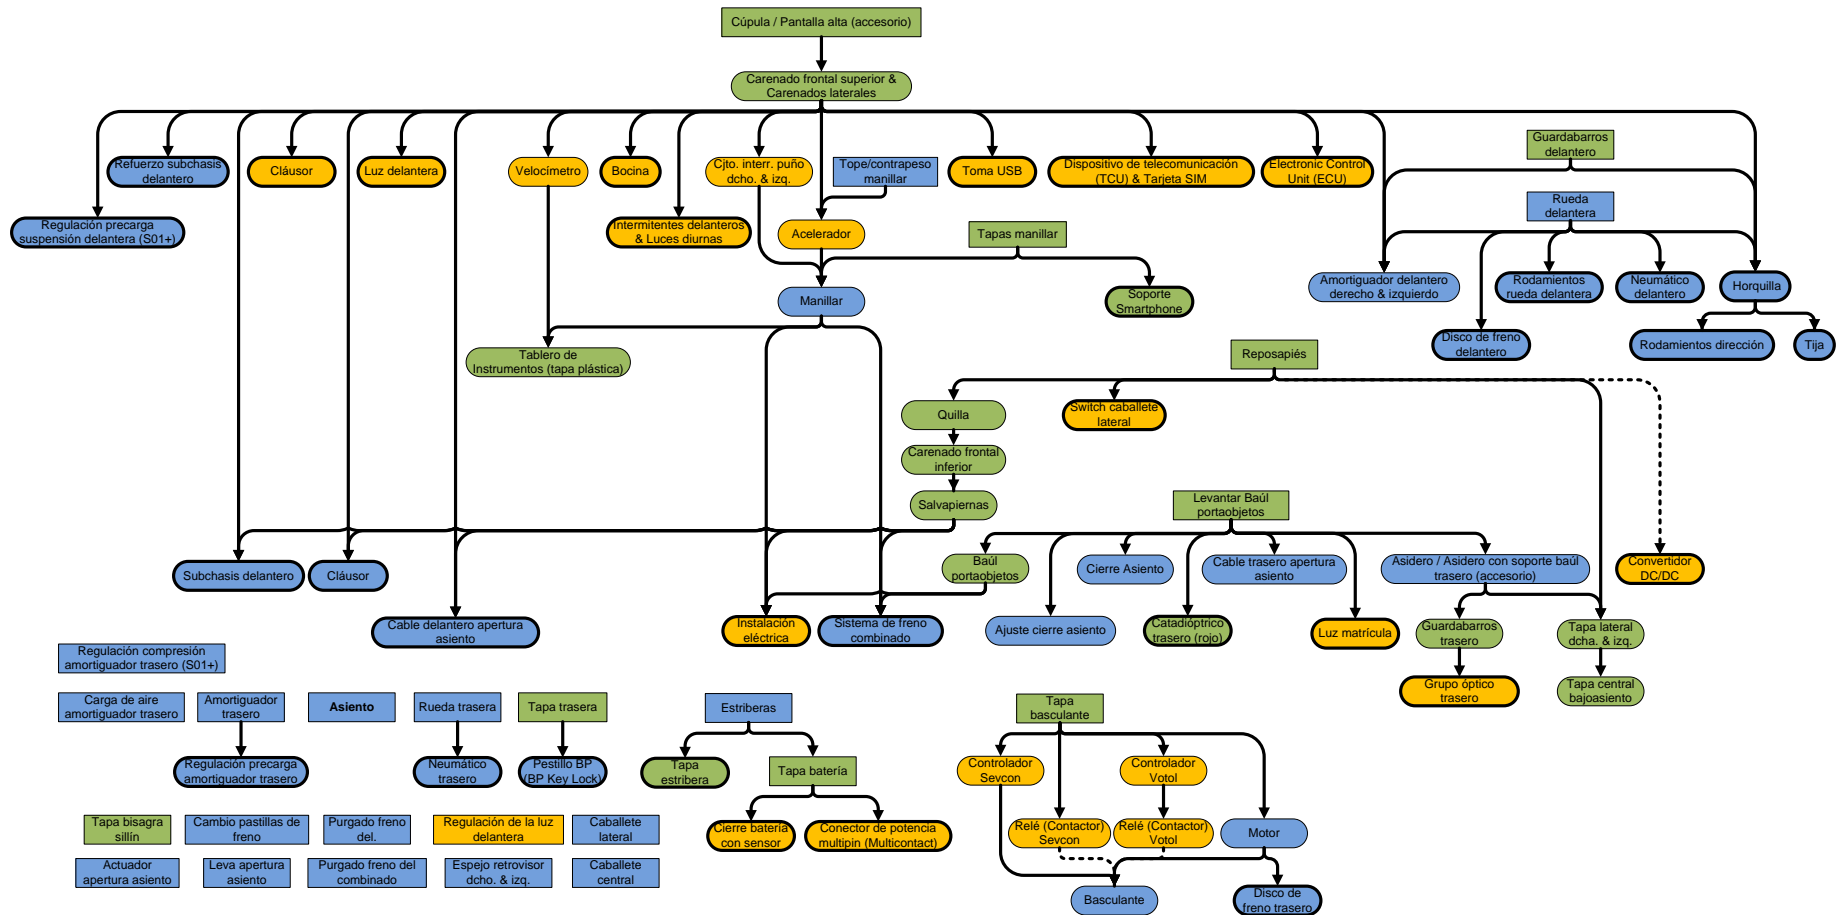 Cúpula / Pantalla alta (accesorio)
Carenado frontal superior &
Carenados laterales
Guardabarros
delantero
Refuerzo subchasis
delantero
Cláusor
Luz delantera
Velocímetro
Bocina
Cjto. interr. puño
dcho. & izq.
Tope/contrapeso
manillar
Toma USB
Dispositivo de telecomunicación
(TCU) & Tarjeta SIM
Electronic Control
Unit (ECU)
Rueda
delantera
Regulación precarga
suspensión delantera (S01+)
Intermitentes delanteros
& Luces diurnas
Acelerador
Tapas manillar
Manillar
Soporte
Smartphone
Amortiguador delantero
derecho & izquierdo
Rodamientos
rueda delantera
Neumático
delantero
Horquilla
Tablero de
Instrumentos (tapa plástica)
Reposapiés
Disco de freno
delantero
Rodamientos dirección
Tija
Quilla
Switch caballete
lateral
Carenado frontal
inferior
Salvapiernas
Levantar Baúl
portaobjetos
Subchasis delantero
Cláusor
Baúl
portaobjetos
Cierre Asiento
Cable trasero apertura
asiento
Asidero / Asidero con soporte baúl
trasero (accesorio)
Convertidor
DC/DC
Cable delantero apertura
asiento
Instalación
eléctrica
Sistema de freno
combinado
Ajuste cierre asiento
Catadióptrico
trasero (rojo)
Luz matrícula
Guardabarros
trasero
Tapa lateral
dcha. & izq.
Regulación compresión
amortiguador trasero (S01+)
Grupo óptico
trasero
Tapa central
bajoasiento
Carga de aire
amortiguador trasero
Amortiguador
trasero
Asiento
Rueda trasera
Tapa trasera
Estriberas
Tapa
basculante
Regulación precarga
amortiguador trasero
Neumático
trasero
Pestillo BP
(BP Key Lock)
Tapa
estribera
Tapa batería
Controlador
Sevcon
Controlador
Votol
Tapa bisagra
sillín
Cambio pastillas de
freno
Purgado freno
del.
Regulación de la luz
delantera
Caballete
lateral
Cierre batería
con sensor
Conector de potencia
multipin (Multicontact)
Relé (Contactor)
Sevcon
Relé (Contactor)
Votol
Motor
Actuador
apertura asiento
Leva apertura
asiento
Purgado freno del
combinado
Espejo retrovisor
dcho. & izq.
Caballete
central
Basculante
Disco de
freno trasero